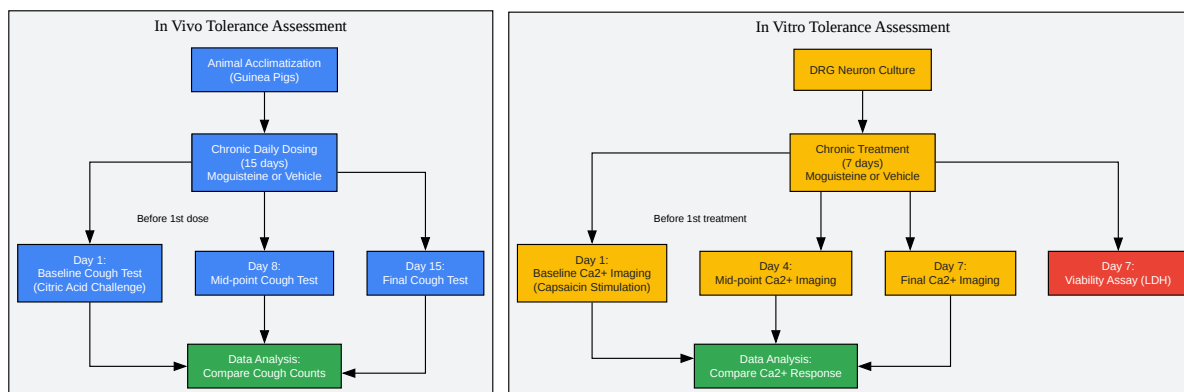 In Vivo Tolerance Assessment
Animal Acclimatization
(Guinea Pigs)
Chronic Daily Dosing
(15 days)
Moguisteine or Vehicle
Before 1st dose
Day 1:
Baseline Cough Test
(Citric Acid Challenge)
Day 8:
Mid-point Cough Test
Day 15:
Final Cough Test
Data Analysis:
Compare Cough Counts
In Vitro Tolerance Assessment
DRG Neuron Culture
Chronic Treatment
(7 days)
Moguisteine or Vehicle
Before 1st treatment
Day 1:
Baseline Ca2+ Imaging
(Capsaicin Stimulation)
Day 4:
Mid-point Ca2+ Imaging
Day 7:
Final Ca2+ Imaging
Day 7:
Viability Assay (LDH)
Data Analysis:
Compare Ca2+ Response